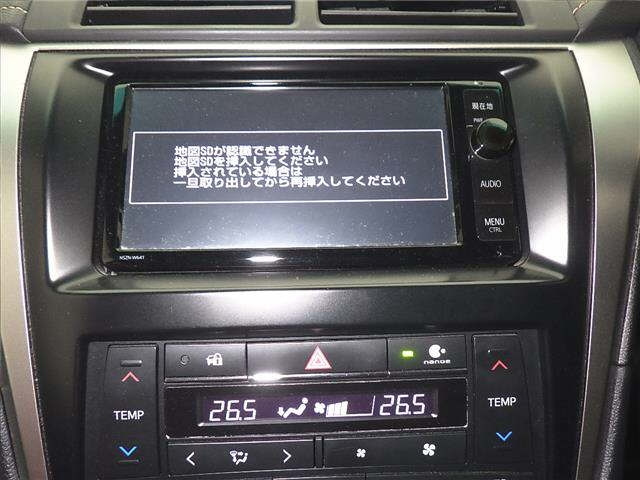 現在地
PWR
地図SDが認識できません
地図SDを挿入してください
挿入されている場合は
一旦取り出してから再挿入してください
AUDIO
MENU
CTRL
NSZN-W64T
nanoe
TEMP
26.5
26.5
TEMP